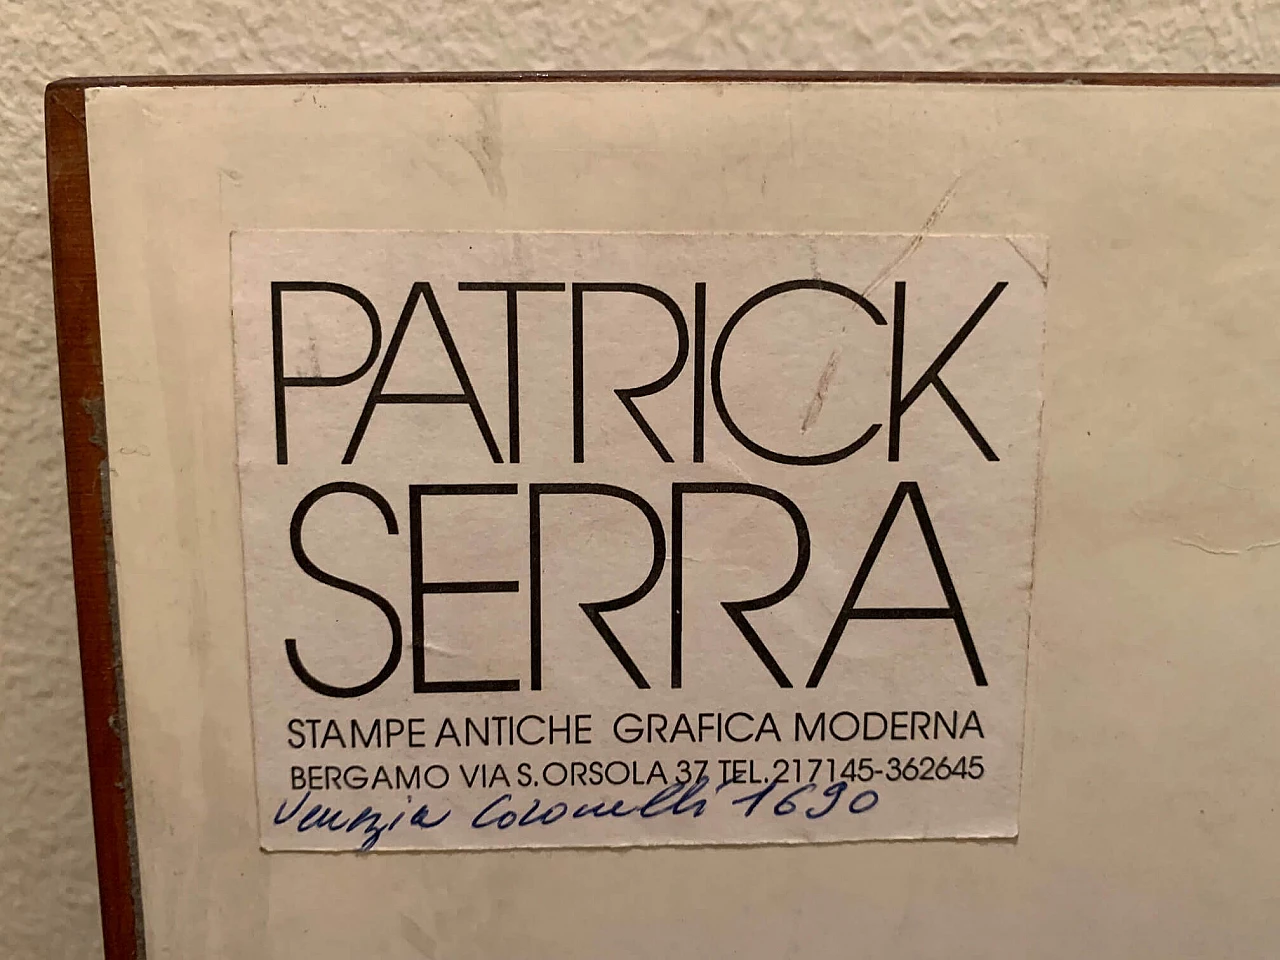 PATRICK
SERRA
STAMPE ANTICHE GRAFICA MODERNA
BERGAMO VIA S. ORSOLA 37 TEL. 217145-362645
Venezia Coronelli 1690